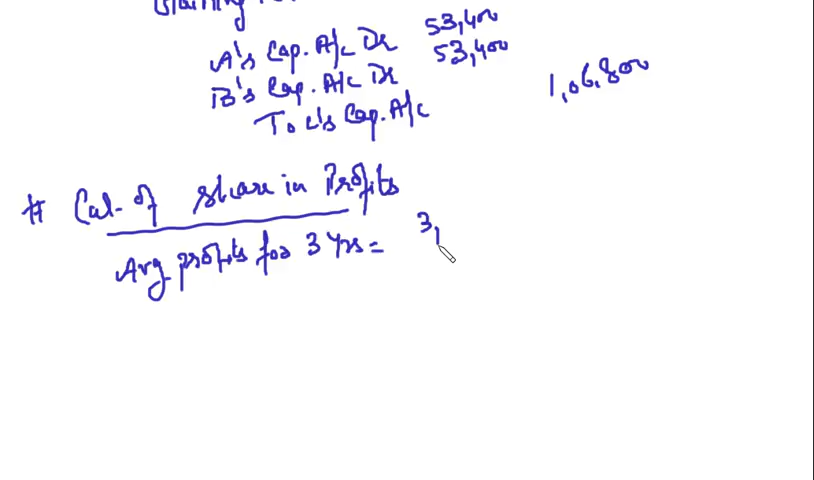 A's Cap. A/c Dr 53,400
B's Cap. A/c Dr 53,400
To C's Cap. A/c 1,06,800
# Cal. of share in Profits
Avg profits for 3 Yrs = 3,